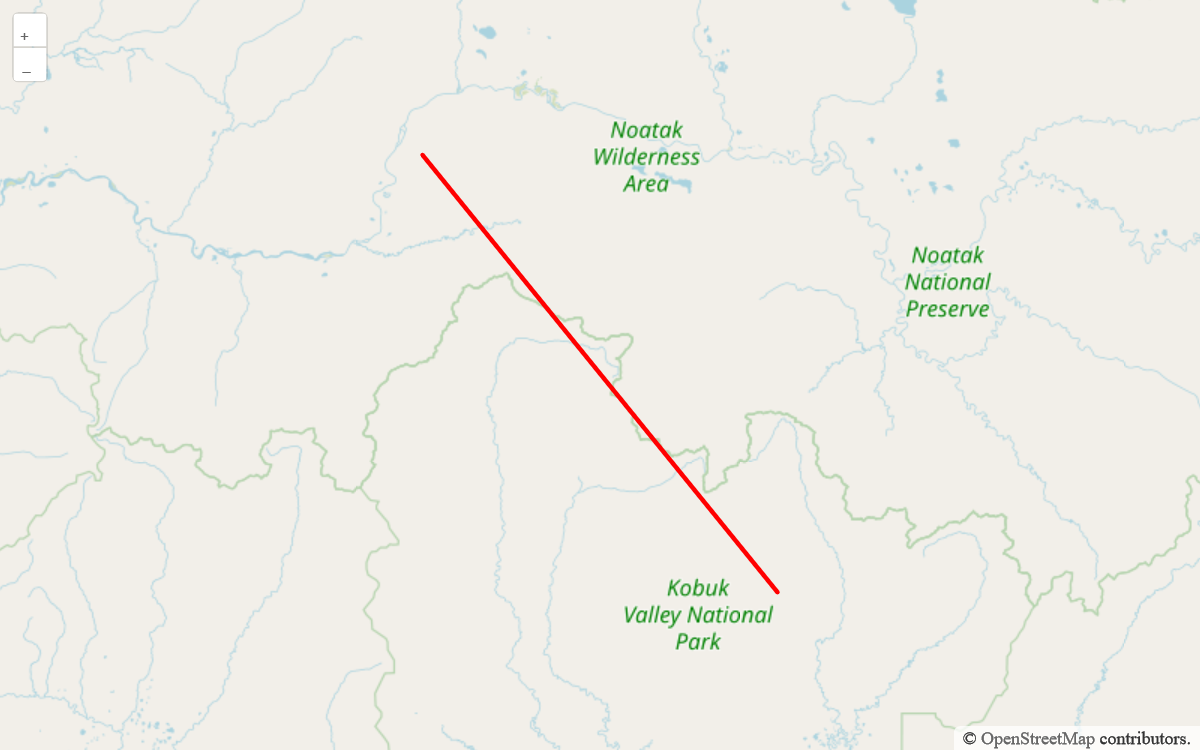 +
–
Noatak
Wilderness
Area
Noatak
National
Preserve
Kobuk
Valley National
Park
© OpenStreetMap contributors.